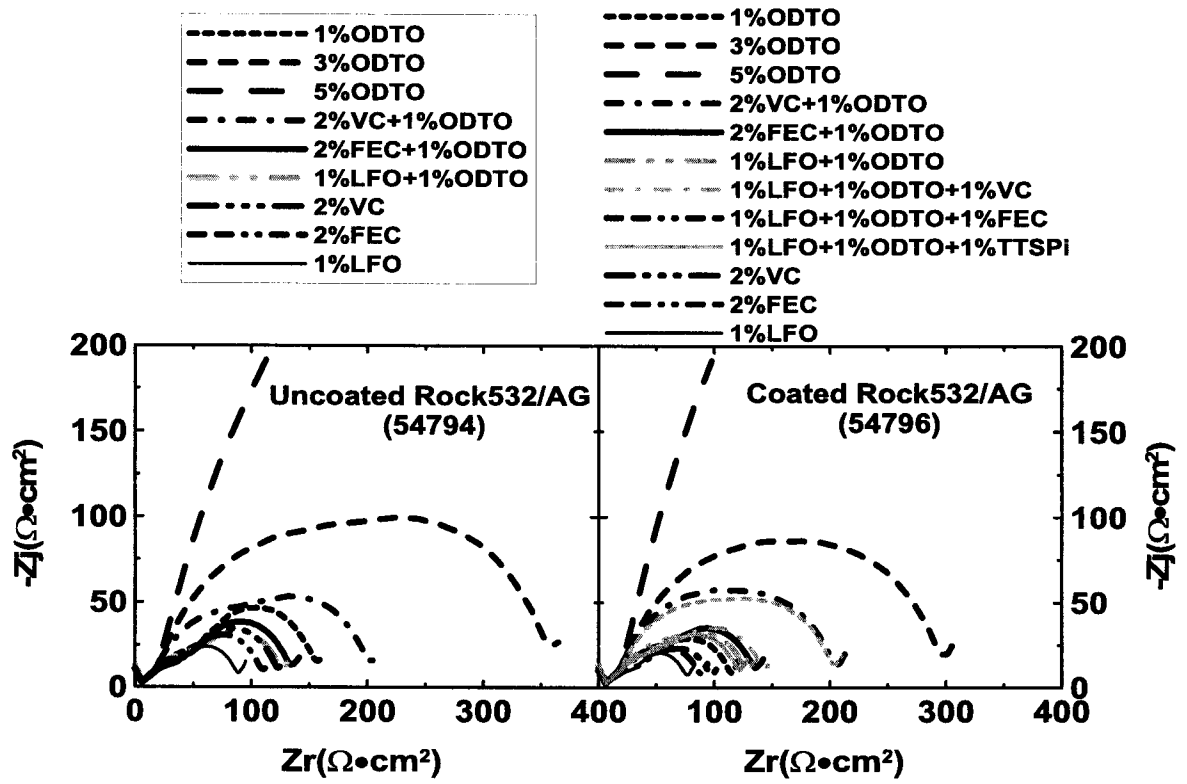 1%ODTO
3%ODTO
5%ODTO
2%VC+1%ODTO
2%FEC+1%ODTO
1%LFO+1%ODTO
2%VC
2%FEC
1%LFO
1%ODTO
3%ODTO
5%ODTO
2%VC+1%ODTO
2%FEC+1%ODTO
1%LFO+1%ODTO
1%LFO+1%ODTO+1%VC
1%LFO+1%ODTO+1%FEC
1%LFO+1%ODTO+1%TTSPi
2%VC
2%FEC
1%LFO
200
150
100
50
0
-Zj(Ω•cm²)
Uncoated Rock532/AG
(54794)
0
100
200
300
400
Zr(Ω•cm²)
Coated Rock532/AG
(54796)
100
200
300
400
Zr(Ω•cm²)
200
150
100
50
0
-Zj(Ω•cm²)